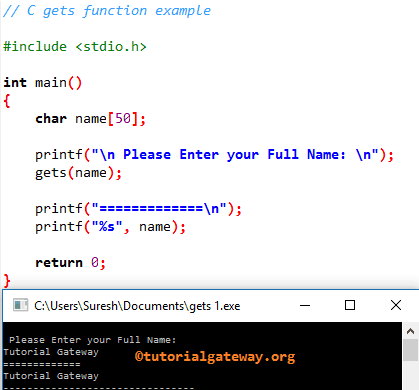 // C gets function example
#include <stdio.h>
int main()
{
char name[50];
printf("\n Please Enter your Full Name: \n");
gets(name);
printf("=============\n");
printf("%s", name);
return 0;
}
C:\Users\Suresh\Documents\gets 1.exe
Please Enter your Full Name:
Tutorial Gateway
@tutorialgateway.org
=============
Tutorial Gateway
--------------------------------